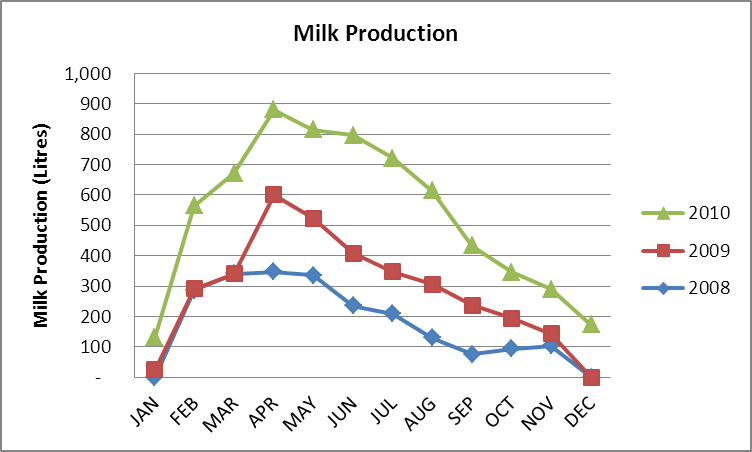 Milk Production
Milk Production (Litres)
1,000
900
800
700
600
500
400
300
200
100
-
JAN
FEB
MAR
APR
MAY
JUN
JUL
AUG
SEP
OCT
NOV
DEC
2010
2009
2008